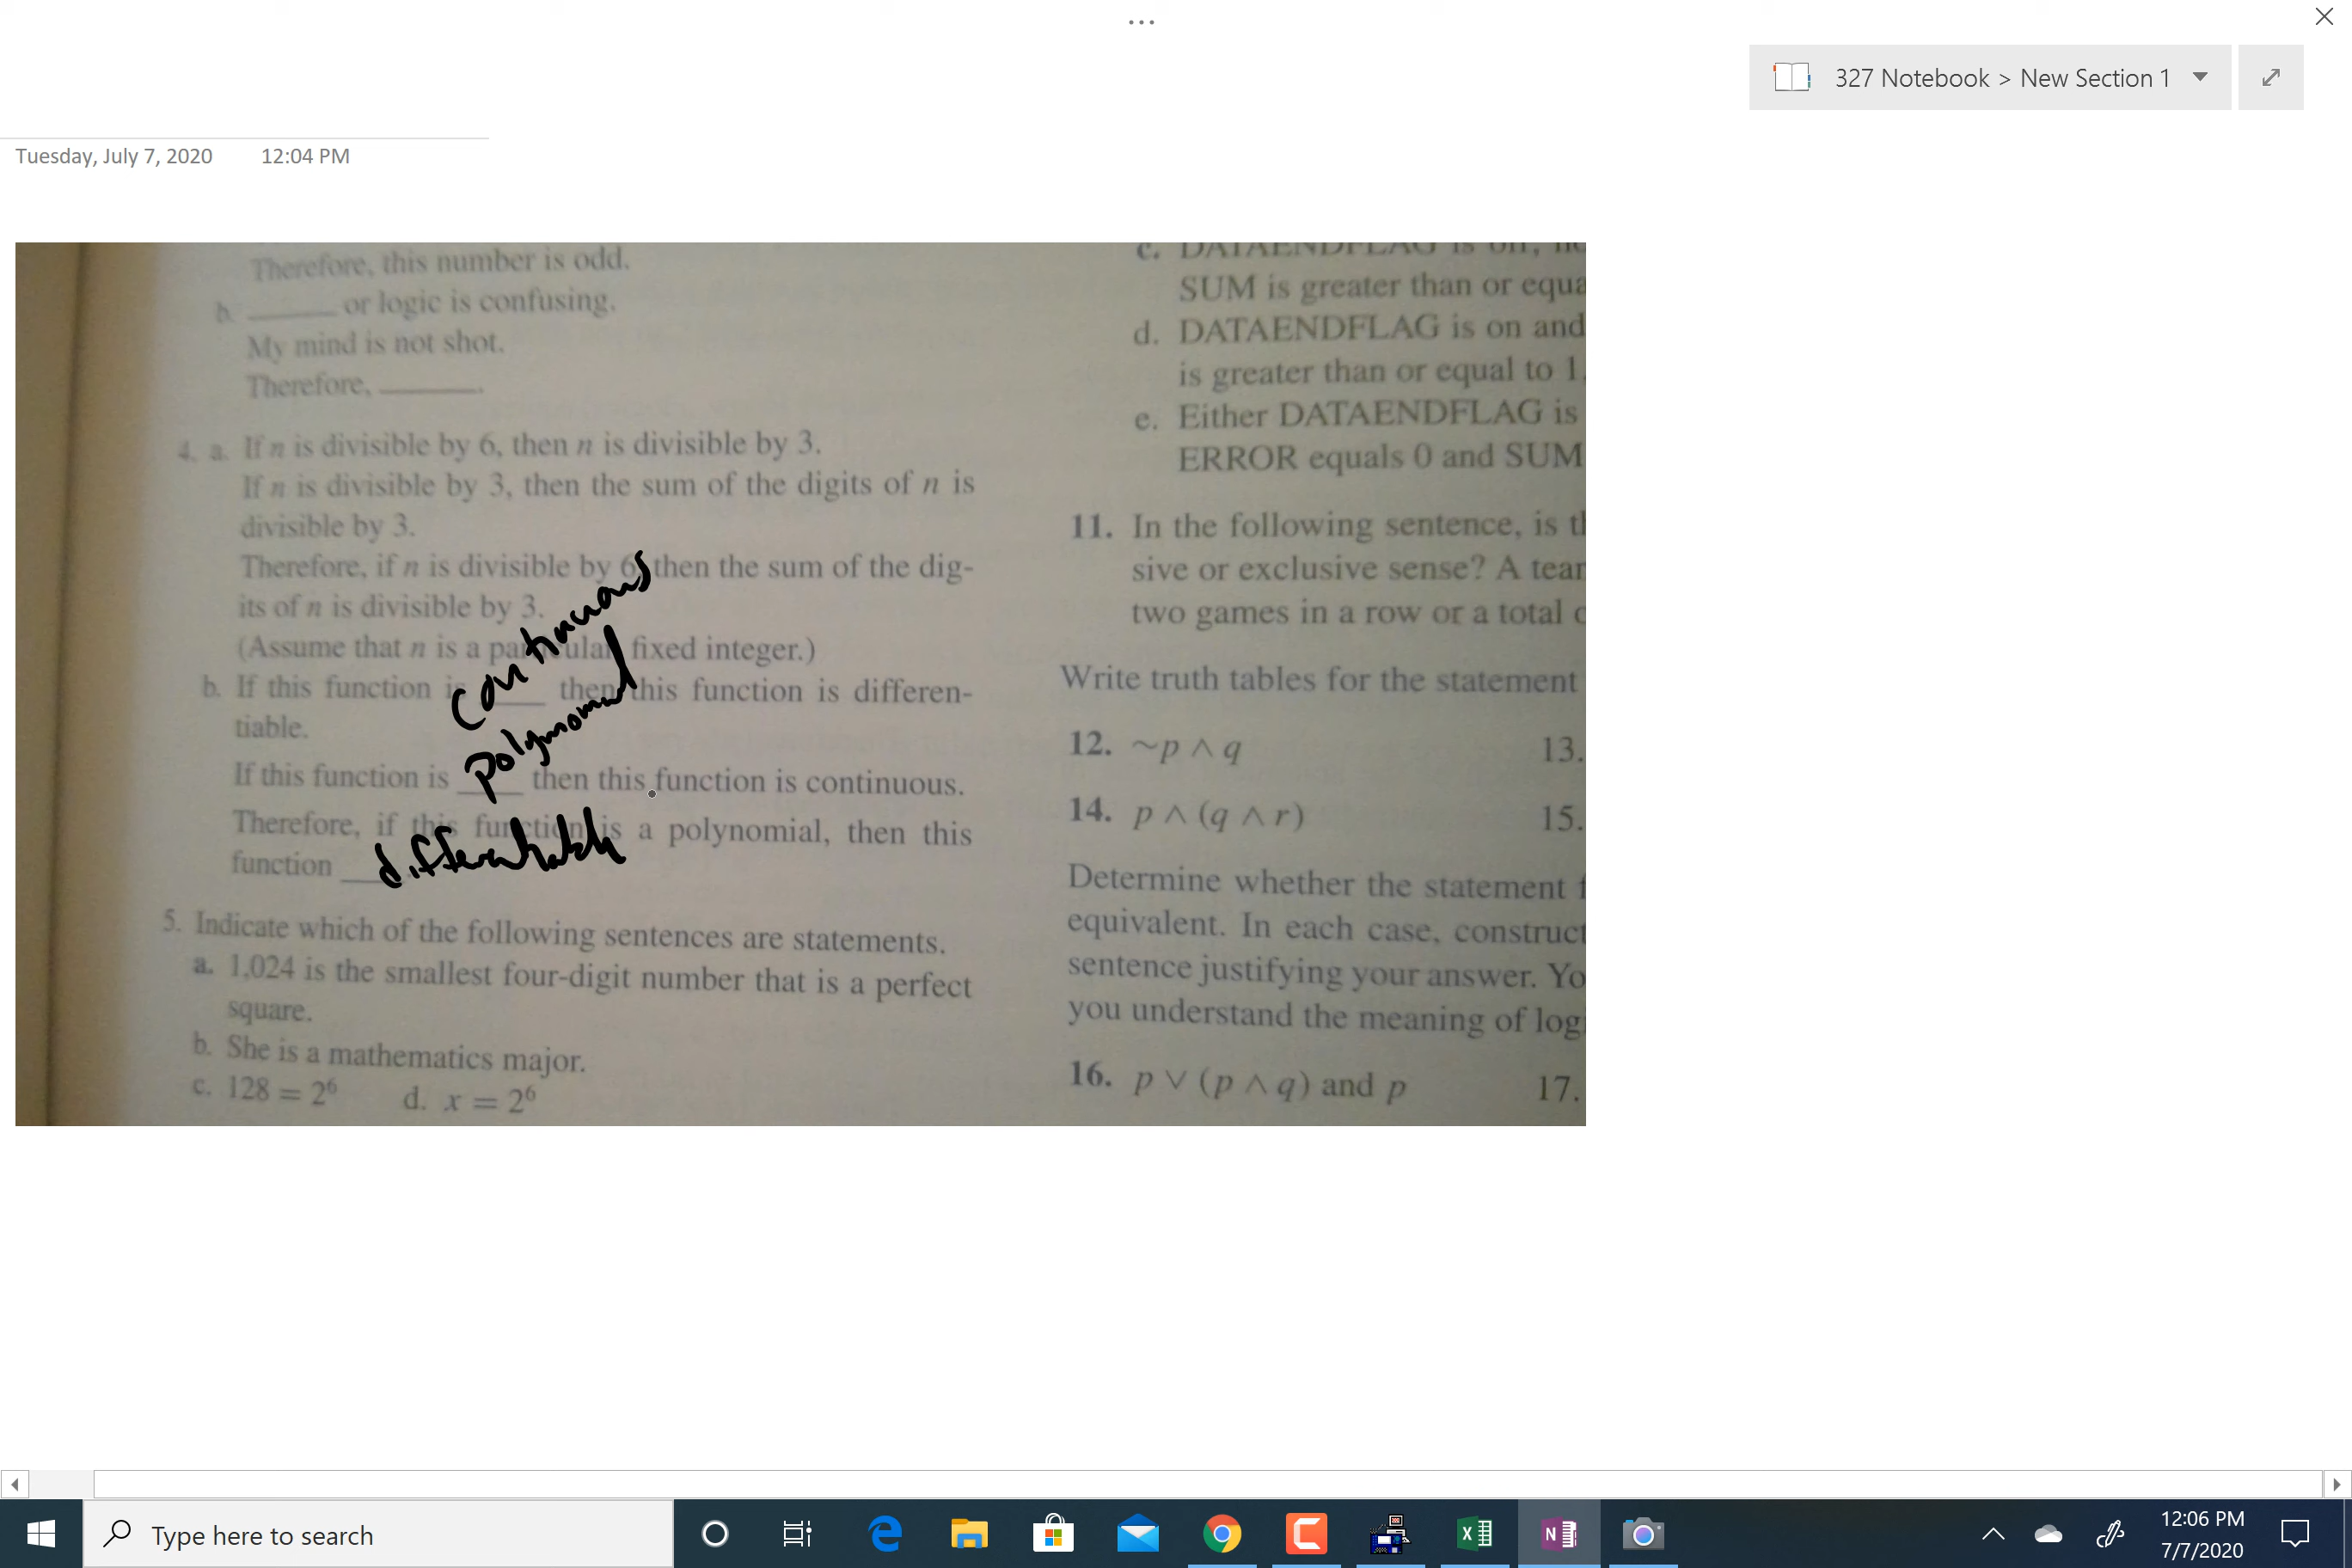 ...
327 Notebook > New Section 1
Tuesday, July 7, 2020 12:04 PM
Therefore, this number is odd.
b. ______ or logic is confusing.
My mind is not shot.
Therefore, ______.
4. a. If n is divisible by 6, then n is divisible by 3.
If n is divisible by 3, then the sum of the digits of n is
divisible by 3.
Therefore, if n is divisible by 6, then the sum of the dig-
its of n is divisible by 3.
(Assume that n is a particular, fixed integer.)
continuous
b. If this function is ____ then this function is differen-
tiable.
polynomial
If this function is ____ then this function is continuous.
Therefore, if this function is a polynomial, then this
function ____
differentiable
5. Indicate which of the following sentences are statements.
a. 1,024 is the smallest four-digit number that is a perfect
square.
b. She is a mathematics major.
c. 128 = 2⁶ d. x = 2⁶
c. DATAENDFLAG is off,
SUM is greater than or equa
d. DATAENDFLAG is on and
is greater than or equal to 1.
e. Either DATAENDFLAG is
ERROR equals 0 and SUM
11. In the following sentence, is th
sive or exclusive sense? A tear
two games in a row or a total o
Write truth tables for the statement
12. ~p ∧ q 13.
14. p ∧ (q ∧ r) 15.
Determine whether the statement f
equivalent. In each case, construct
sentence justifying your answer. Yo
you understand the meaning of logi
16. p ∨ (p ∧ q) and p 17.
Type here to search
12:06 PM
7/7/2020